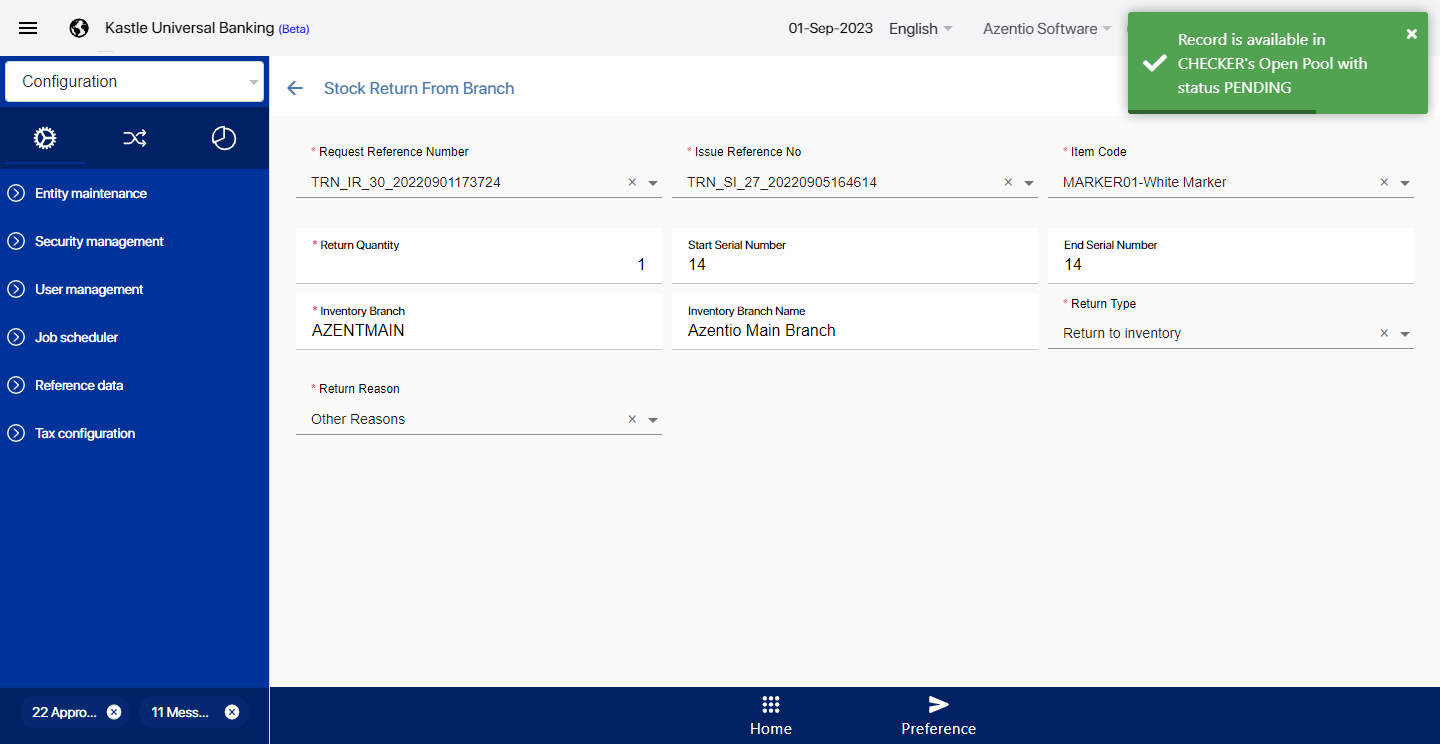 Kastle Universal Banking (Beta)
01-Sep-2023
English
Azentio Software
Record is available in
CHECKER's Open Pool with
status PENDING
Configuration
Stock Return From Branch
Entity maintenance
Security management
User management
Job scheduler
Reference data
Tax configuration
* Request Reference Number
TRN_IR_30_20220901173724
* Issue Reference No
TRN_SI_27_20220905164614
* Item Code
MARKER01-White Marker
* Return Quantity
1
Start Serial Number
14
End Serial Number
14
* Inventory Branch
AZENTMAIN
Inventory Branch Name
Azentio Main Branch
* Return Type
Return to inventory
* Return Reason
Other Reasons
22 Appro...
11 Mess...
Home
Preference